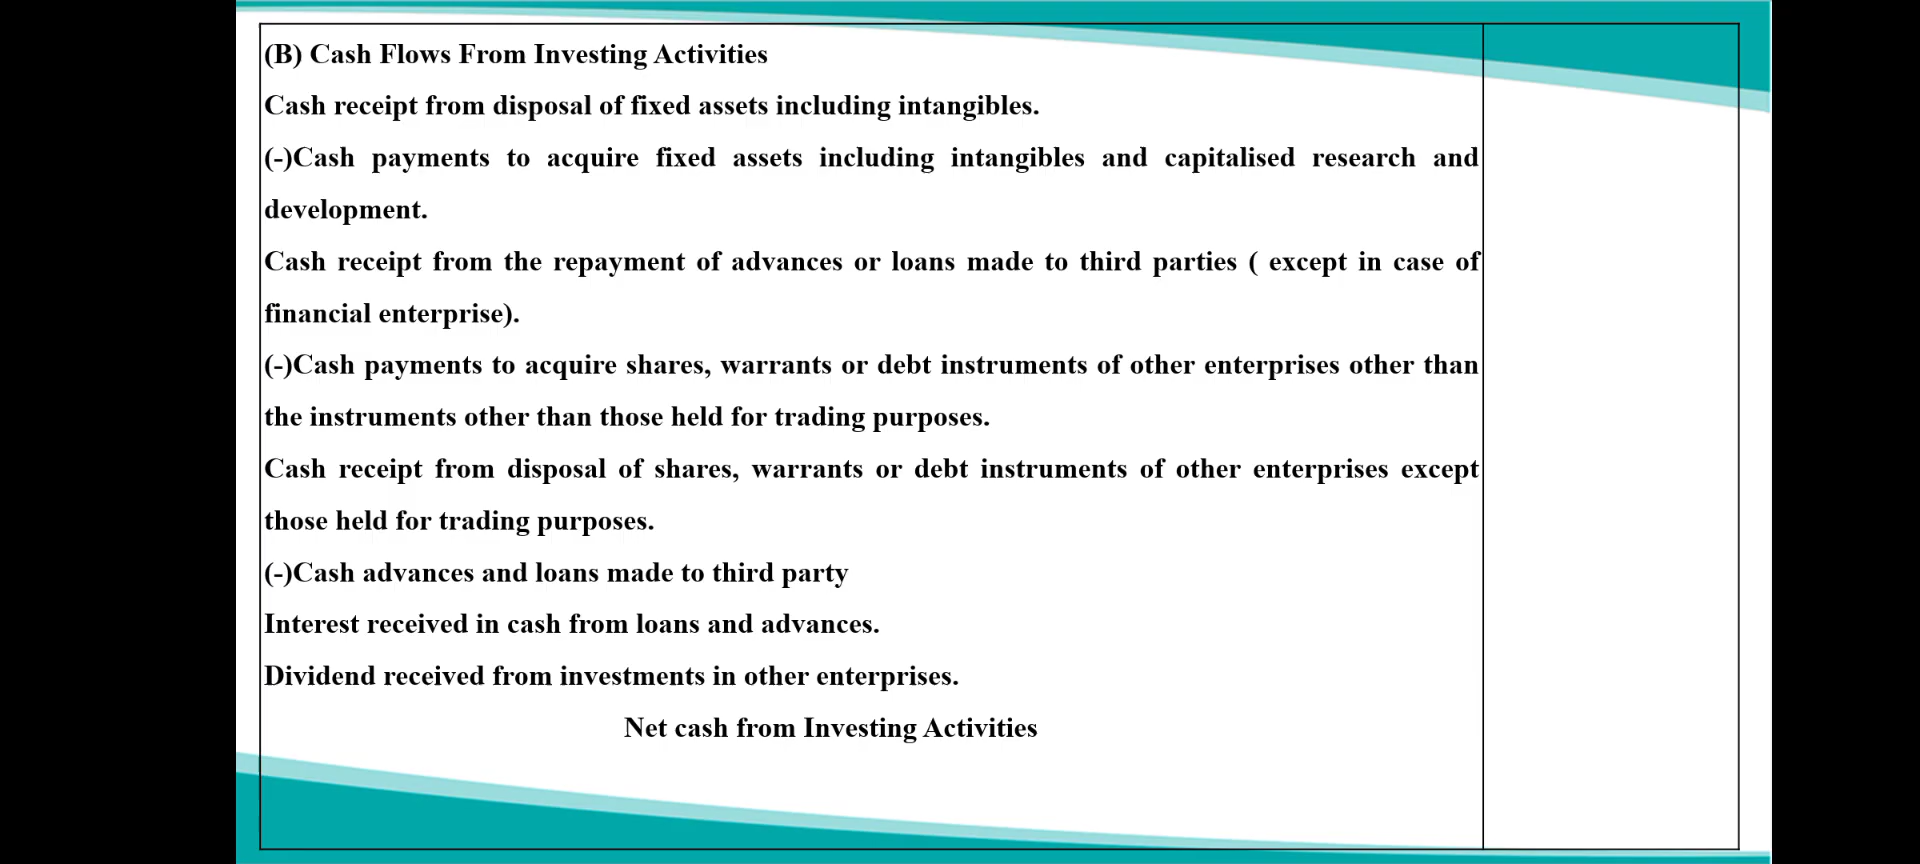 (B) Cash Flows From Investing Activities
Cash receipt from disposal of fixed assets including intangibles.
(-)Cash payments to acquire fixed assets including intangibles and capitalised research and
development.
Cash receipt from the repayment of advances or loans made to third parties ( except in case of
financial enterprise).
(-)Cash payments to acquire shares, warrants or debt instruments of other enterprises other than
the instruments other than those held for trading purposes.
Cash receipt from disposal of shares, warrants or debt instruments of other enterprises except
those held for trading purposes.
(-)Cash advances and loans made to third party
Interest received in cash from loans and advances.
Dividend received from investments in other enterprises.
Net cash from Investing Activities